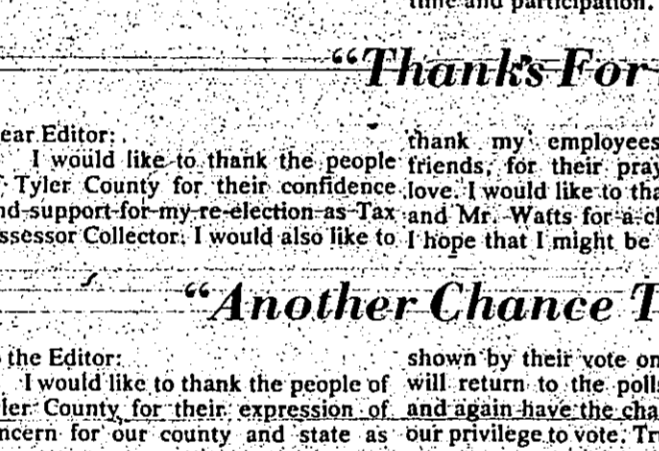 time and participation.
"Thanks For
ear Editor:
I would like to thank the people
Tyler County for their confidence
nd support for my re-election as Tax
ssessor Collector. I would also like to
thank my employees
friends, for their pray
love. I would like to tha
and Mr. Watts for a cl
I hope that I might be
"Another Chance T
the Editor:
I would like to thank the people of
ler County for their expression of
ncern for our county and state as
shown by their vote on
will return to the polls
and again have the cha
our privilege to vote. Tr